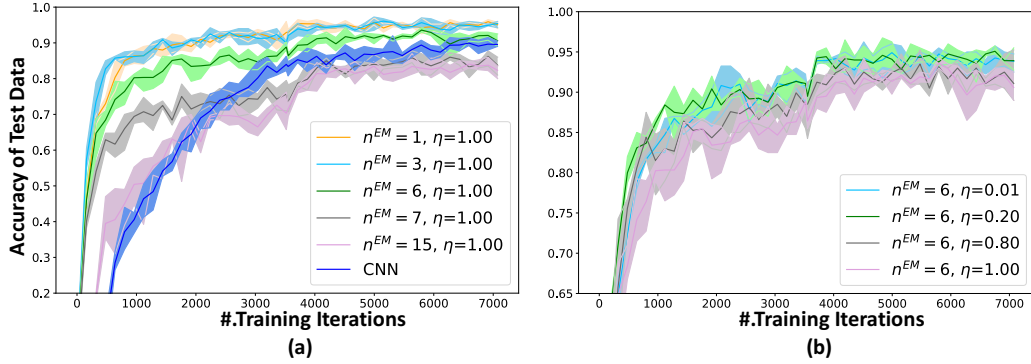 1.0
0.9
0.8
0.7
0.6
0.5
0.4
0.3
0.2
Accuracy of Test Data
0 1000 2000 3000 4000 5000 6000 7000
#.Training Iterations
n^EM = 1, η=1.00
n^EM = 3, η=1.00
n^EM = 6, η=1.00
n^EM = 7, η=1.00
n^EM = 15, η=1.00
CNN
(a)
1.00
0.95
0.90
0.85
0.80
0.75
0.70
0.65
0 1000 2000 3000 4000 5000 6000 7000
#.Training Iterations
n^EM = 6, η=0.01
n^EM = 6, η=0.20
n^EM = 6, η=0.80
n^EM = 6, η=1.00
(b)